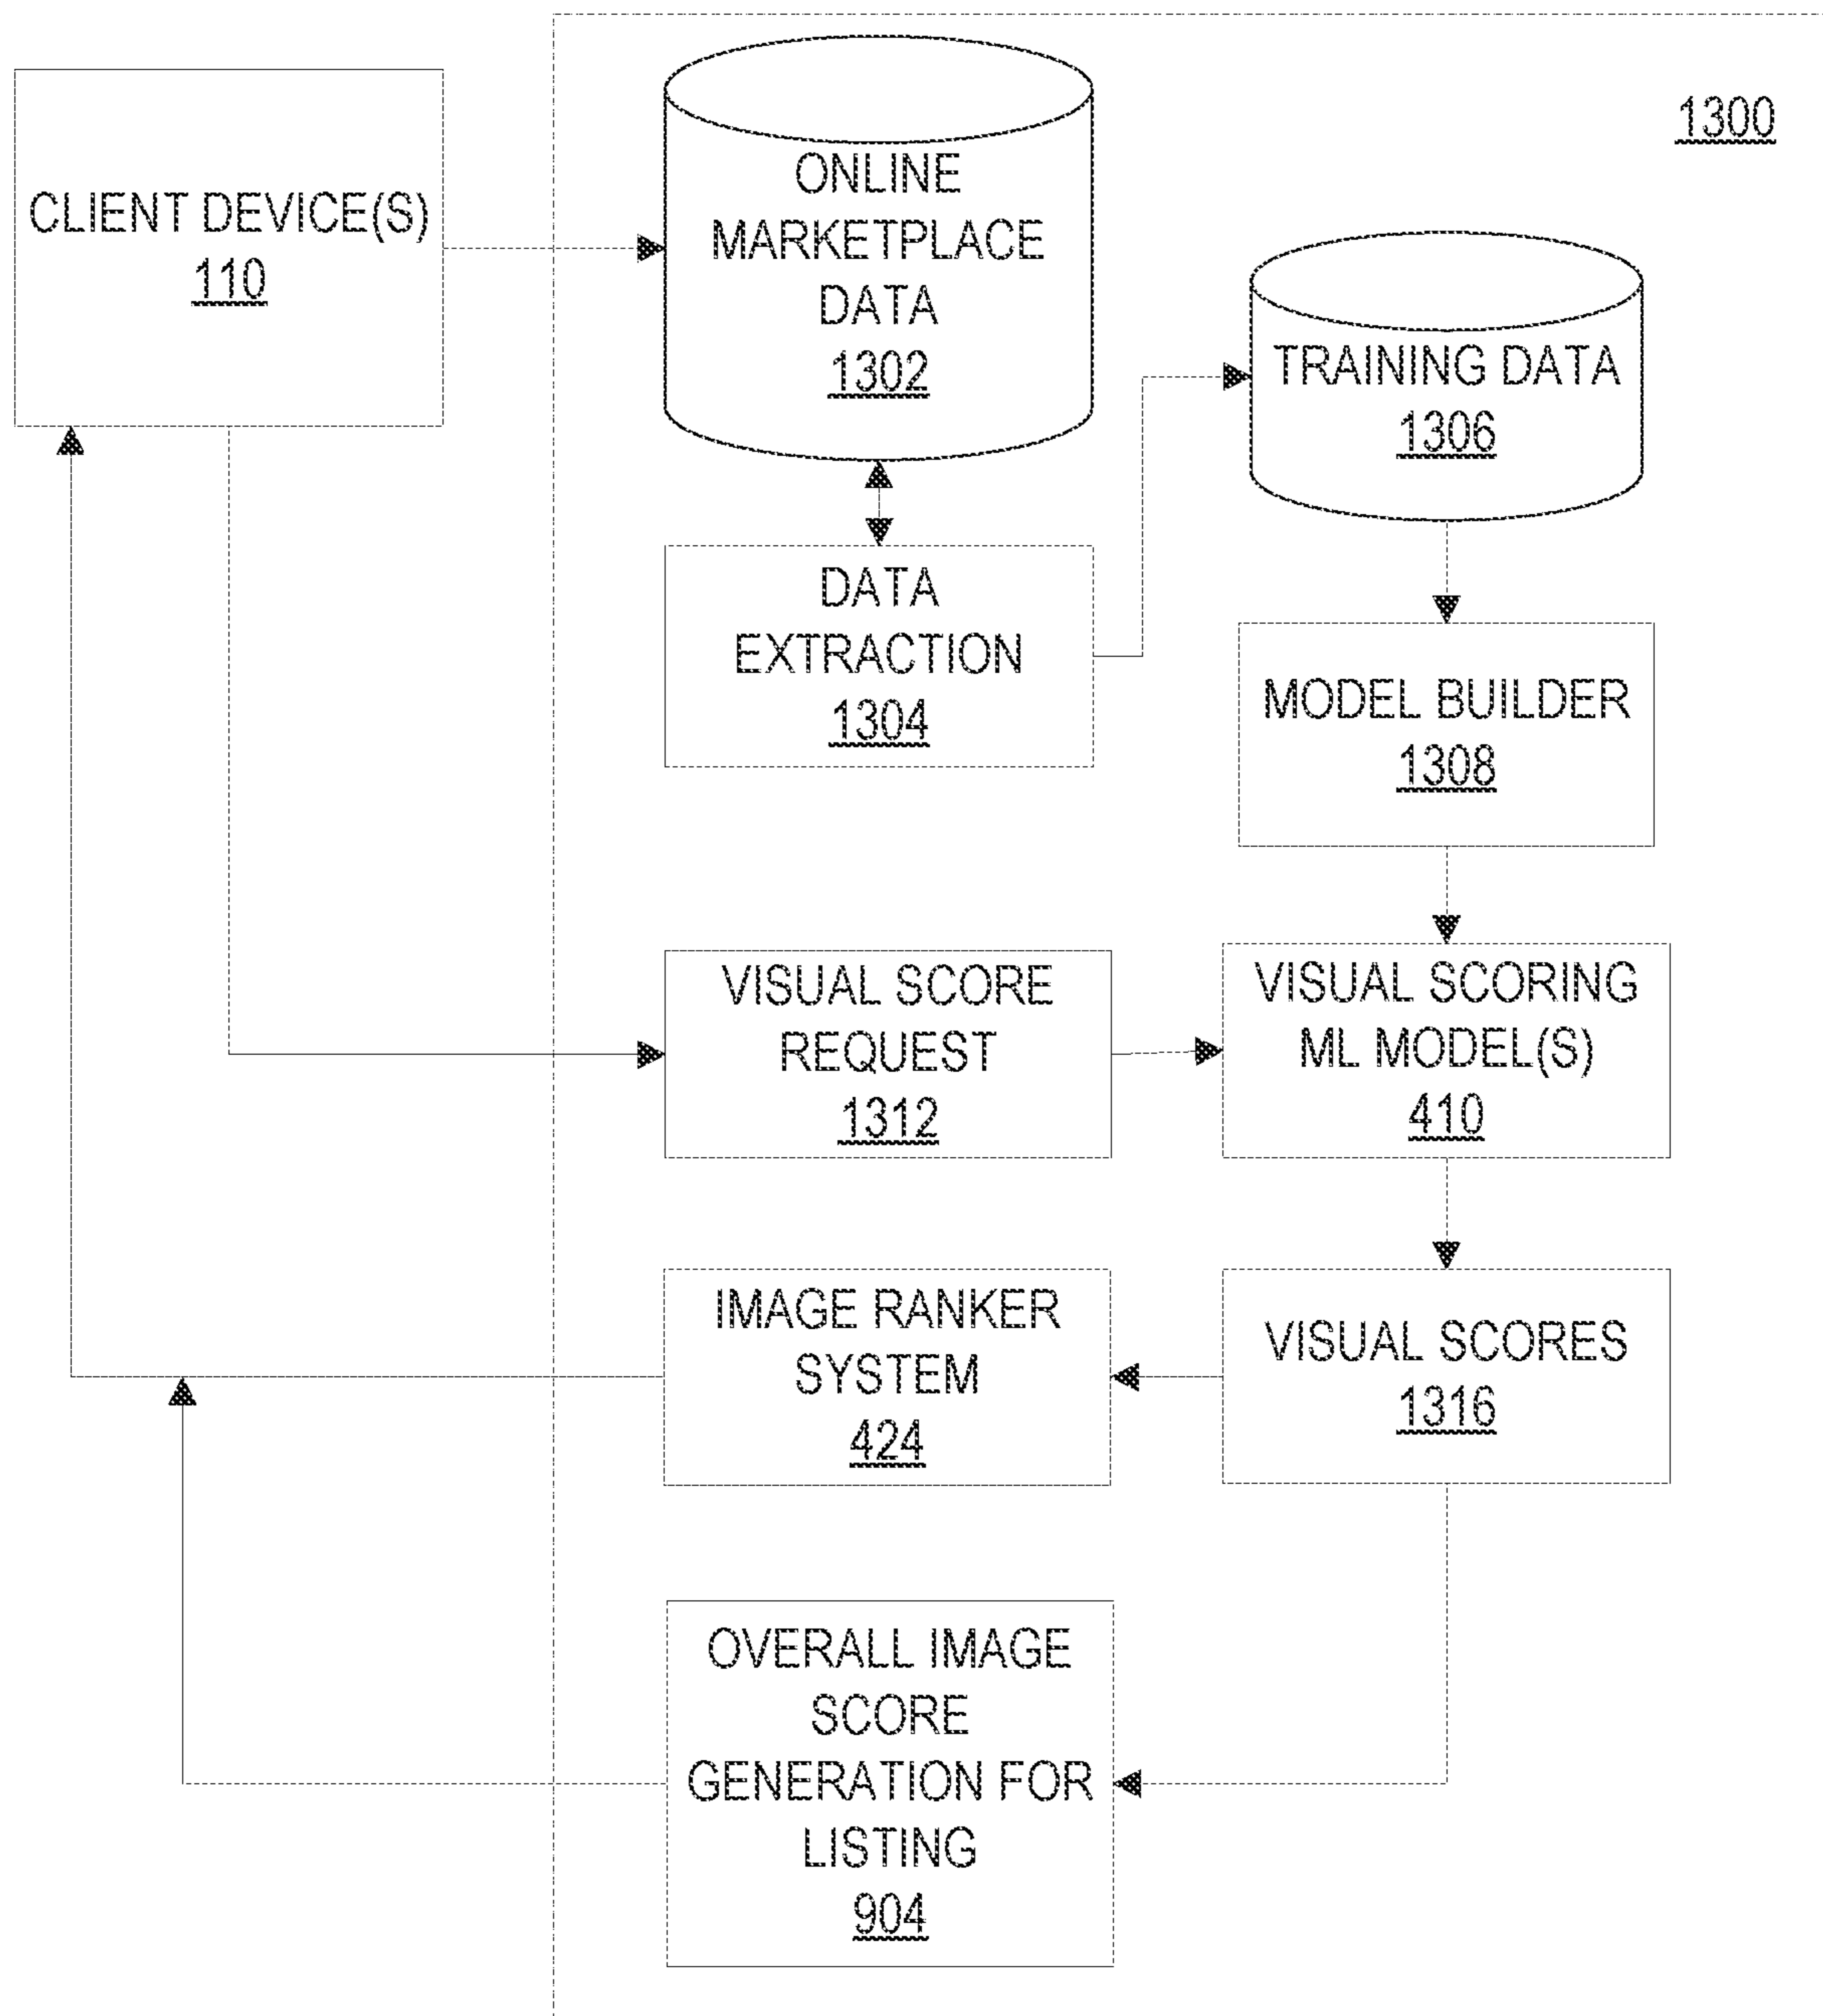 1300
CLIENT DEVICE(S)
110
ONLINE
MARKETPLACE
DATA
1302
TRAINING DATA
1306
DATA
EXTRACTION
1304
MODEL BUILDER
1308
VISUAL SCORE
REQUEST
1312
VISUAL SCORING
ML MODEL(S)
410
IMAGE RANKER
SYSTEM
424
VISUAL SCORES
1316
OVERALL IMAGE
SCORE
GENERATION FOR
LISTING
904